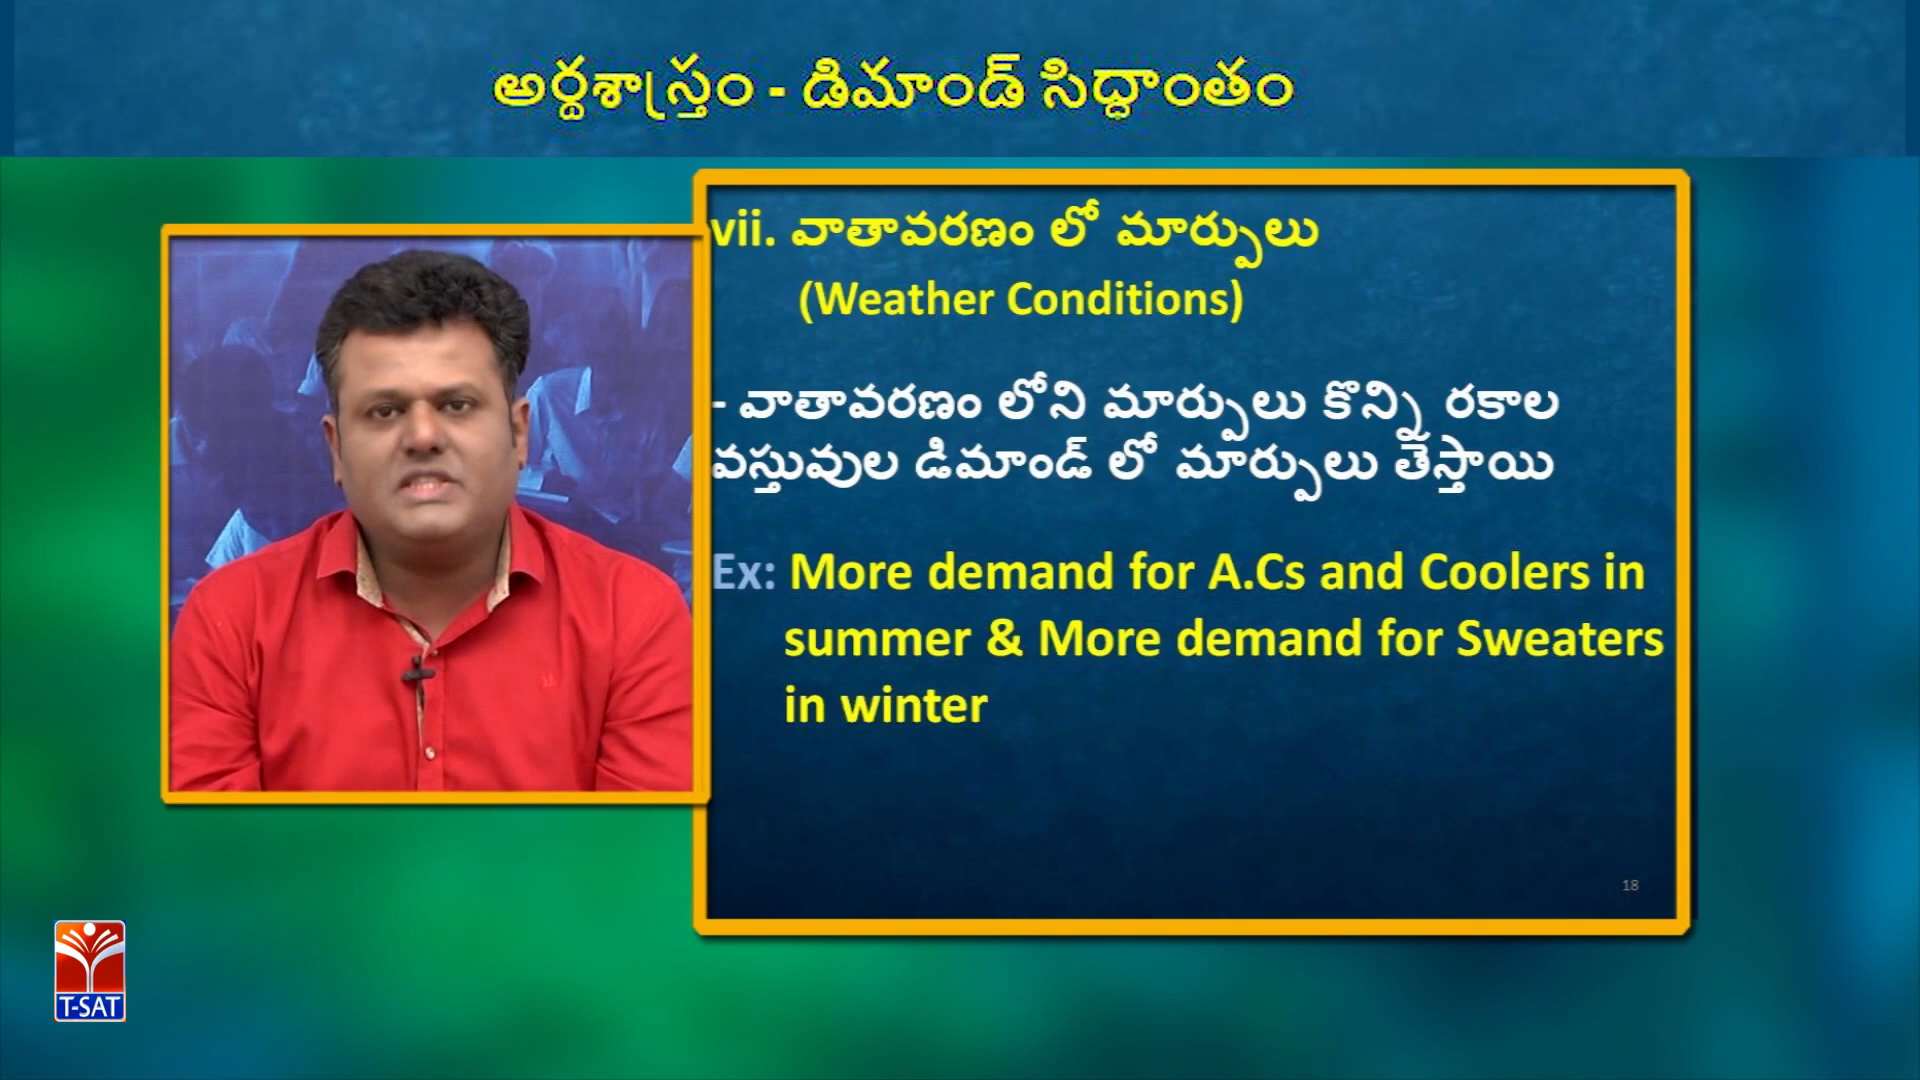 అర్థశాస్త్రం - డిమాండ్ సిద్ధాంతం
vii. వాతావరణం లో మార్పులు
(Weather Conditions)
- వాతావరణం లోని మార్పులు కొన్ని రకాల
వస్తువుల డిమాండ్ లో మార్పులు తెస్తాయి
Ex: More demand for A.Cs and Coolers in
summer & More demand for Sweaters
in winter
18
T-SAT